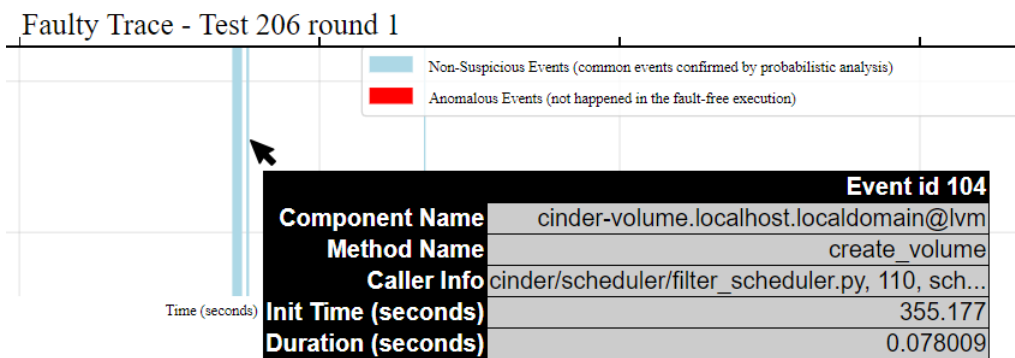 Faulty Trace - Test 206 round 1
Non-Suspicious Events (common events confirmed by probabilistic analysis)
Anomalous Events (not happened in the fault-free execution)
Event id 104
Component Name cinder-volume.localhost.localdomain@lvm
Method Name create_volume
Caller Info cinder/scheduler/filter_scheduler.py, 110, sch...
Time (seconds) Init Time (seconds) 355.177
Duration (seconds) 0.078009